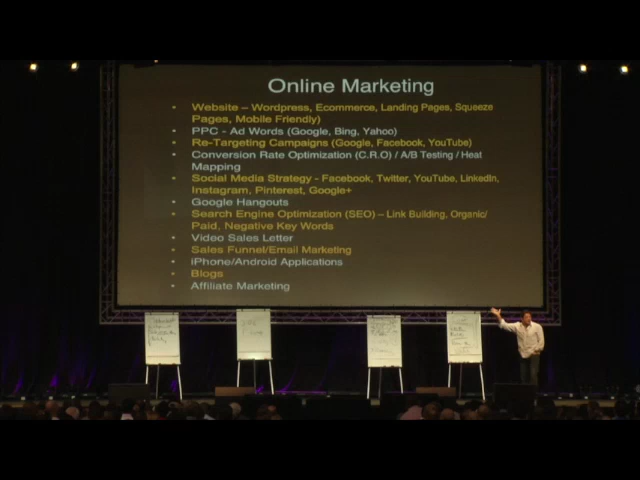 Online Marketing
• Website – Wordpress, Ecommerce, Landing Pages, Squeeze
Pages, Mobile Friendly)
• PPC - Ad Words (Google, Bing, Yahoo)
• Re-Targeting Campaigns (Google, Facebook, YouTube)
• Conversion Rate Optimization (C.R.O) / A/B Testing / Heat
Mapping
• Social Media Strategy - Facebook, Twitter, YouTube, LinkedIn,
Instagram, Pinterest, Google+
• Google Hangouts
• Search Engine Optimization (SEO) – Link Building, Organic/
Paid, Negative Key Words
• Video Sales Letter
• Sales Funnel/Email Marketing
• iPhone/Android Applications
• Blogs
• Affiliate Marketing